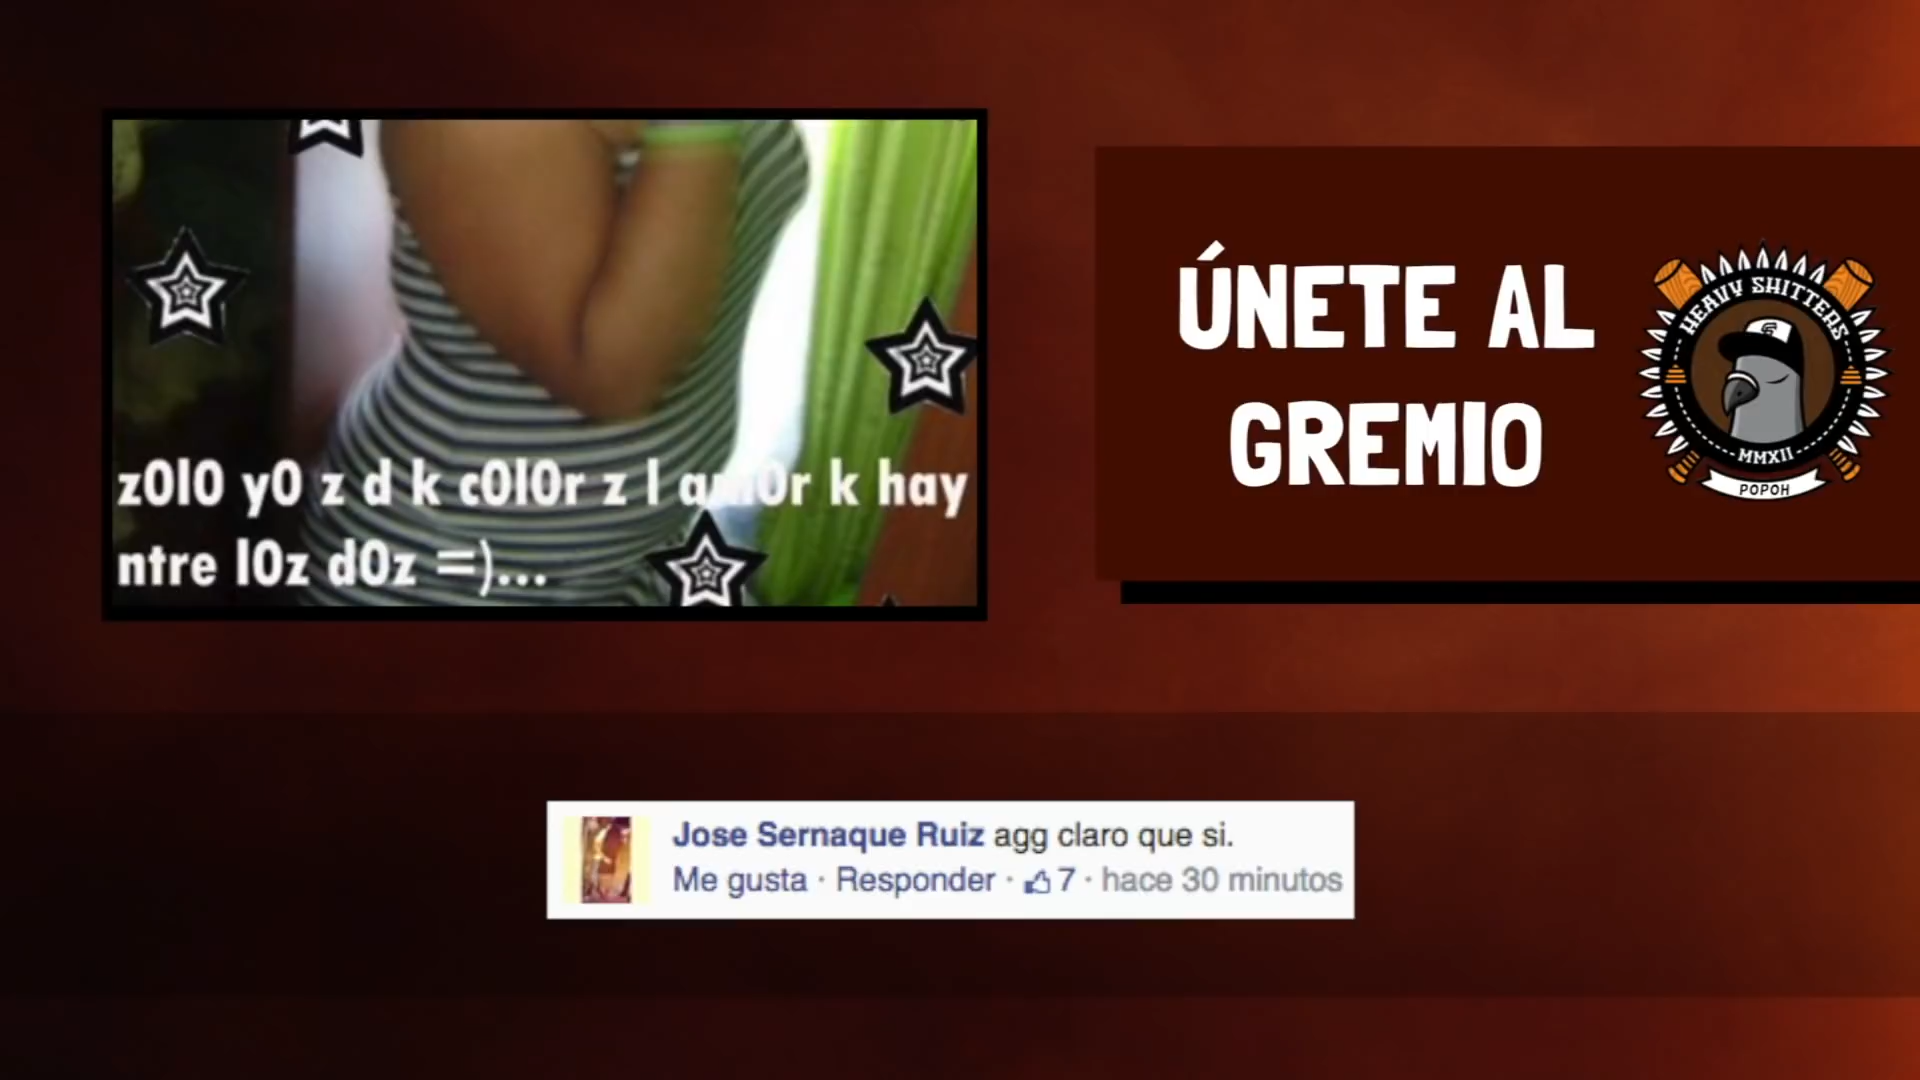 z0l0 y0 z d k c0l0r z l am0r k hay
ntre l0z d0z =)...
ÚNETE AL
GREMIO
HEAVY SHITTERS
MMXII
POPOH
Jose Sernaque Ruiz agg claro que si.
Me gusta · Responder · 7 · hace 30 minutos